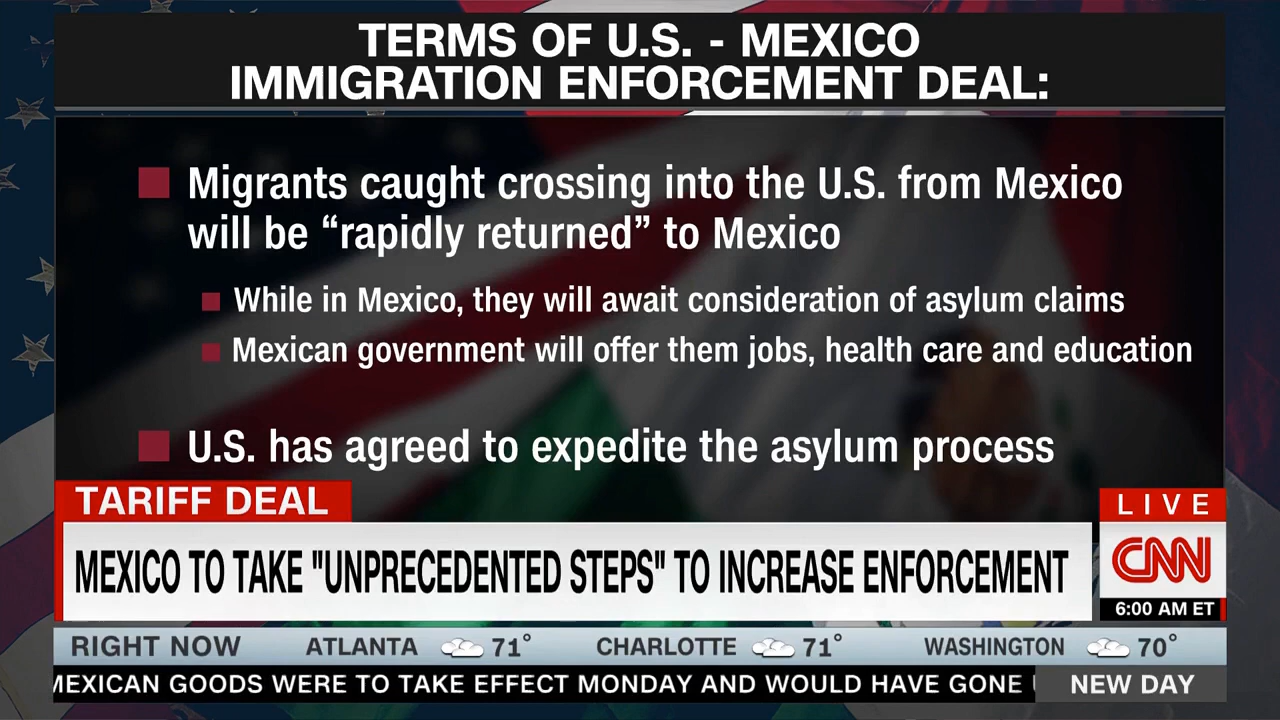 TERMS OF U.S. - MEXICO
IMMIGRATION ENFORCEMENT DEAL:
Migrants caught crossing into the U.S. from Mexico
will be “rapidly returned” to Mexico
While in Mexico, they will await consideration of asylum claims
Mexican government will offer them jobs, health care and education
U.S. has agreed to expedite the asylum process
TARIFF DEAL
LIVE
MEXICO TO TAKE "UNPRECEDENTED STEPS" TO INCREASE ENFORCEMENT
CNN
6:00 AM ET
RIGHT NOW ATLANTA 71° CHARLOTTE 71° WASHINGTON 70°
MEXICAN GOODS WERE TO TAKE EFFECT MONDAY AND WOULD HAVE GONE
NEW DAY